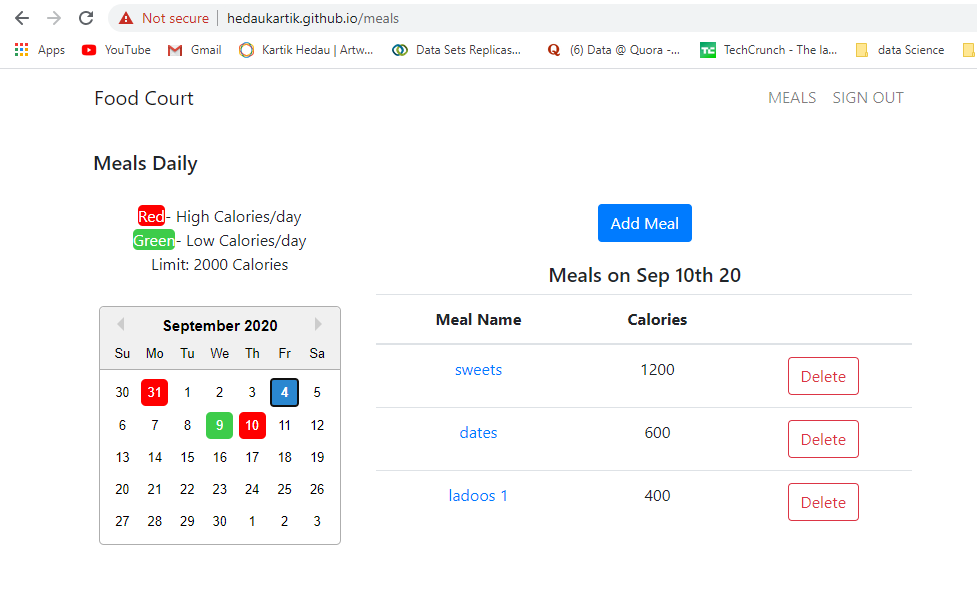 Not secure | hedaukartik.github.io/meals
Apps YouTube Gmail Kartik Hedau | Artw... Data Sets Replicas... (6) Data @ Quora -... TechCrunch - The la... data Science
Food Court MEALS SIGN OUT
Meals Daily
Red - High Calories/day
Green - Low Calories/day
Limit: 2000 Calories
September 2020
Su Mo Tu We Th Fr Sa
30 31 1 2 3 4 5
6 7 8 9 10 11 12
13 14 15 16 17 18 19
20 21 22 23 24 25 26
27 28 29 30 1 2 3
Add Meal
Meals on Sep 10th 20
Meal Name Calories
sweets 1200 Delete
dates 600 Delete
ladoos 1 400 Delete